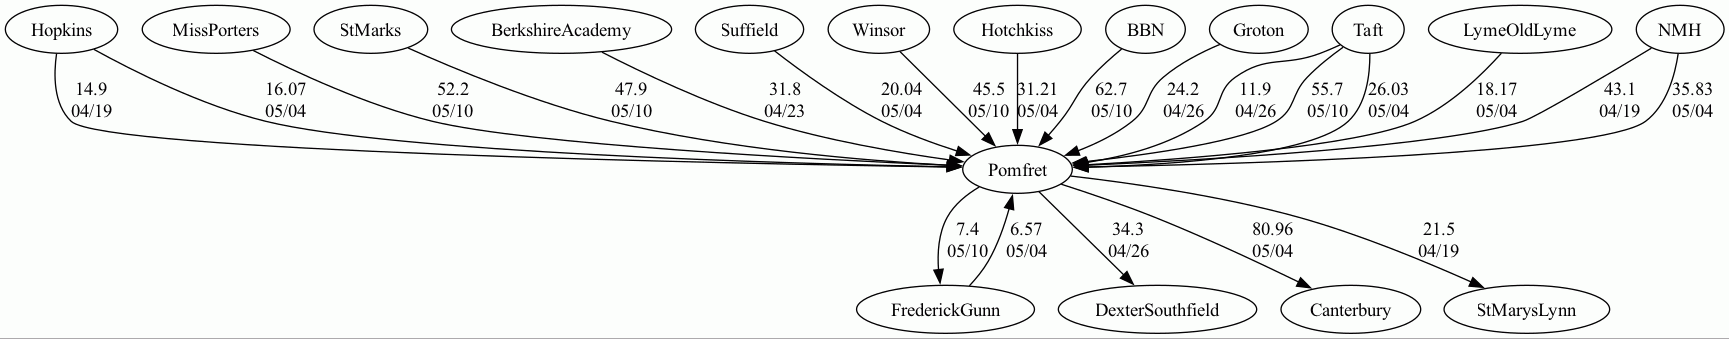 Hopkins MissPorters StMarks BerkshireAcademy Suffield Winsor Hotchkiss BBN Groton Taft LymeOldLyme NMH
14.9 16.07 52.2 47.9 31.8 20.04 45.5 31.21 62.7 24.2 11.9 55.7 26.03 18.17 43.1 35.83
04/19 05/04 05/10 05/10 04/23 05/04 05/10 05/04 05/10 04/26 04/26 05/10 05/04 05/04 04/19 05/04
Pomfret
7.4 6.57 34.3 80.96 21.5
05/10 05/04 04/26 05/04 04/19
FrederickGunn DexterSouthfield Canterbury StMarysLynn